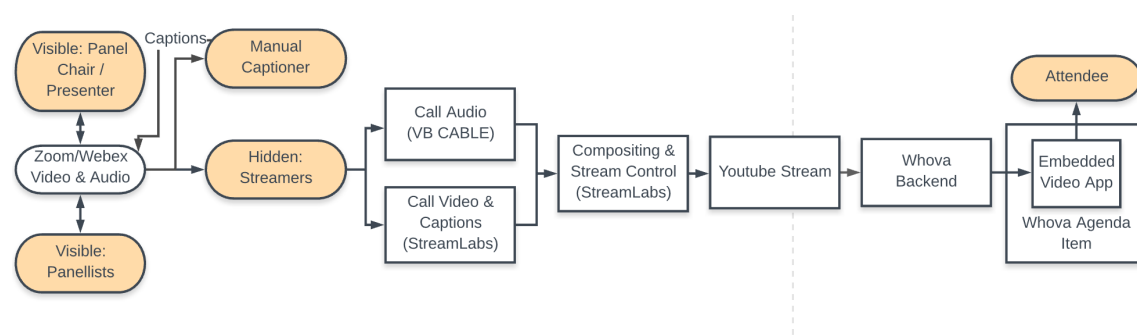 Visible: Panel
Chair /
Presenter
Captions
Manual
Captioner
Zoom/Webex
Video & Audio
Hidden:
Streamers
Visible:
Panellists
Call Audio
(VB CABLE)
Call Video &
Captions
(StreamLabs)
Compositing &
Stream Control
(StreamLabs)
Youtube Stream
Whova
Backend
Attendee
Embedded
Video App
Whova Agenda
Item